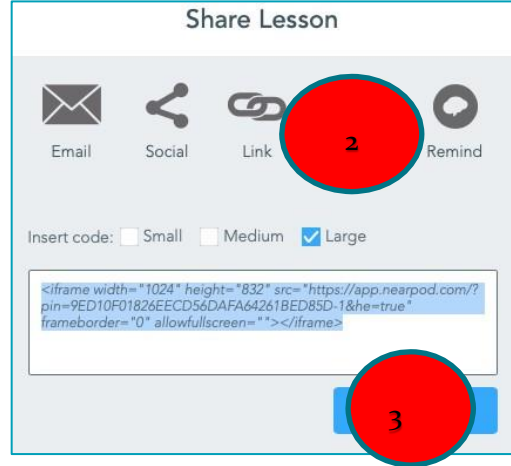 Share Lesson
Email Social Link 2 Remind
Insert code: Small Medium Large
<iframe width="1024" height="832" src="https://app.nearpod.com/?
pin=9ED10F01826EECD56DAFA64261BED85D-1&he=true"
frameborder="0" allowfullscreen=""></iframe>
3